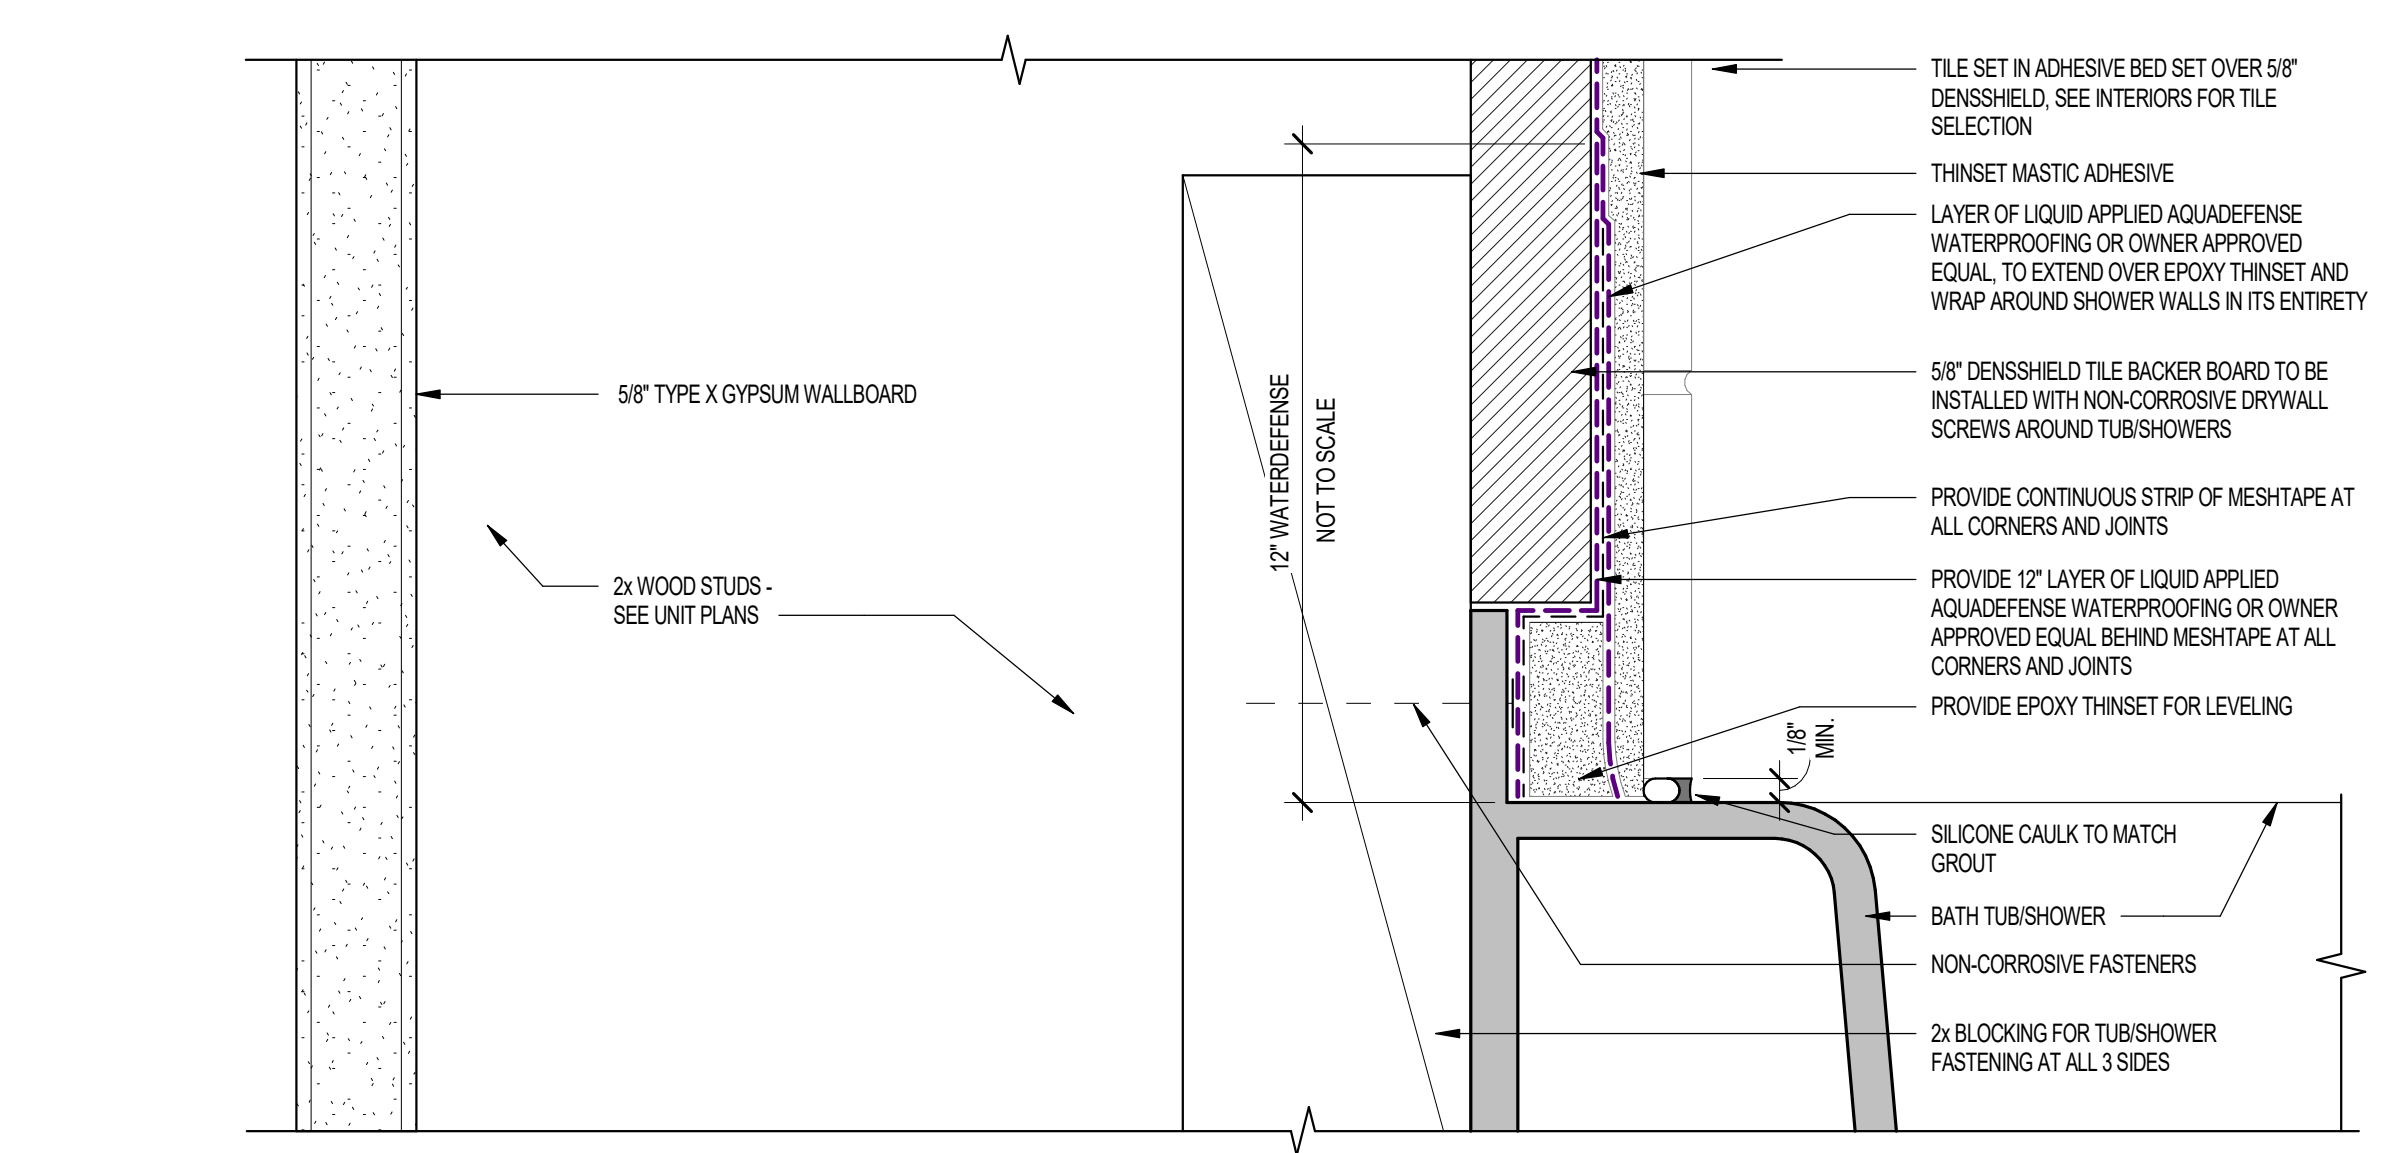 5/8" TYPE X GYPSUM WALLBOARD
2x WOOD STUDS -
SEE UNIT PLANS
12" WATERDEFENSE
NOT TO SCALE
TILE SET IN ADHESIVE BED SET OVER 5/8"
DENSSHIELD, SEE INTERIORS FOR TILE
SELECTION
THINSET MASTIC ADHESIVE
LAYER OF LIQUID APPLIED AQUADEFENSE
WATERPROOFING OR OWNER APPROVED
EQUAL, TO EXTEND OVER EPOXY THINSET AND
WRAP AROUND SHOWER WALLS IN ITS ENTIRETY
5/8" DENSSHIELD TILE BACKER BOARD TO BE
INSTALLED WITH NON-CORROSIVE DRYWALL
SCREWS AROUND TUB/SHOWERS
PROVIDE CONTINUOUS STRIP OF MESHTAPE AT
ALL CORNERS AND JOINTS
PROVIDE 12" LAYER OF LIQUID APPLIED
AQUADEFENSE WATERPROOFING OR OWNER
APPROVED EQUAL BEHIND MESHTAPE AT ALL
CORNERS AND JOINTS
PROVIDE EPOXY THINSET FOR LEVELING
1/8"
MIN.
SILICONE CAULK TO MATCH
GROUT
BATH TUB/SHOWER
NON-CORROSIVE FASTENERS
2x BLOCKING FOR TUB/SHOWER
FASTENING AT ALL 3 SIDES